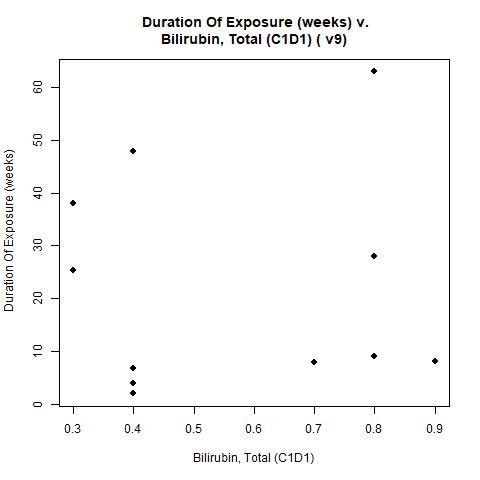 Duration Of Exposure (weeks) v.
Bilirubin, Total (C1D1) ( v9)
Duration Of Exposure (weeks)
60
50
40
30
20
10
0
0.3 0.4 0.5 0.6 0.7 0.8 0.9
Bilirubin, Total (C1D1)